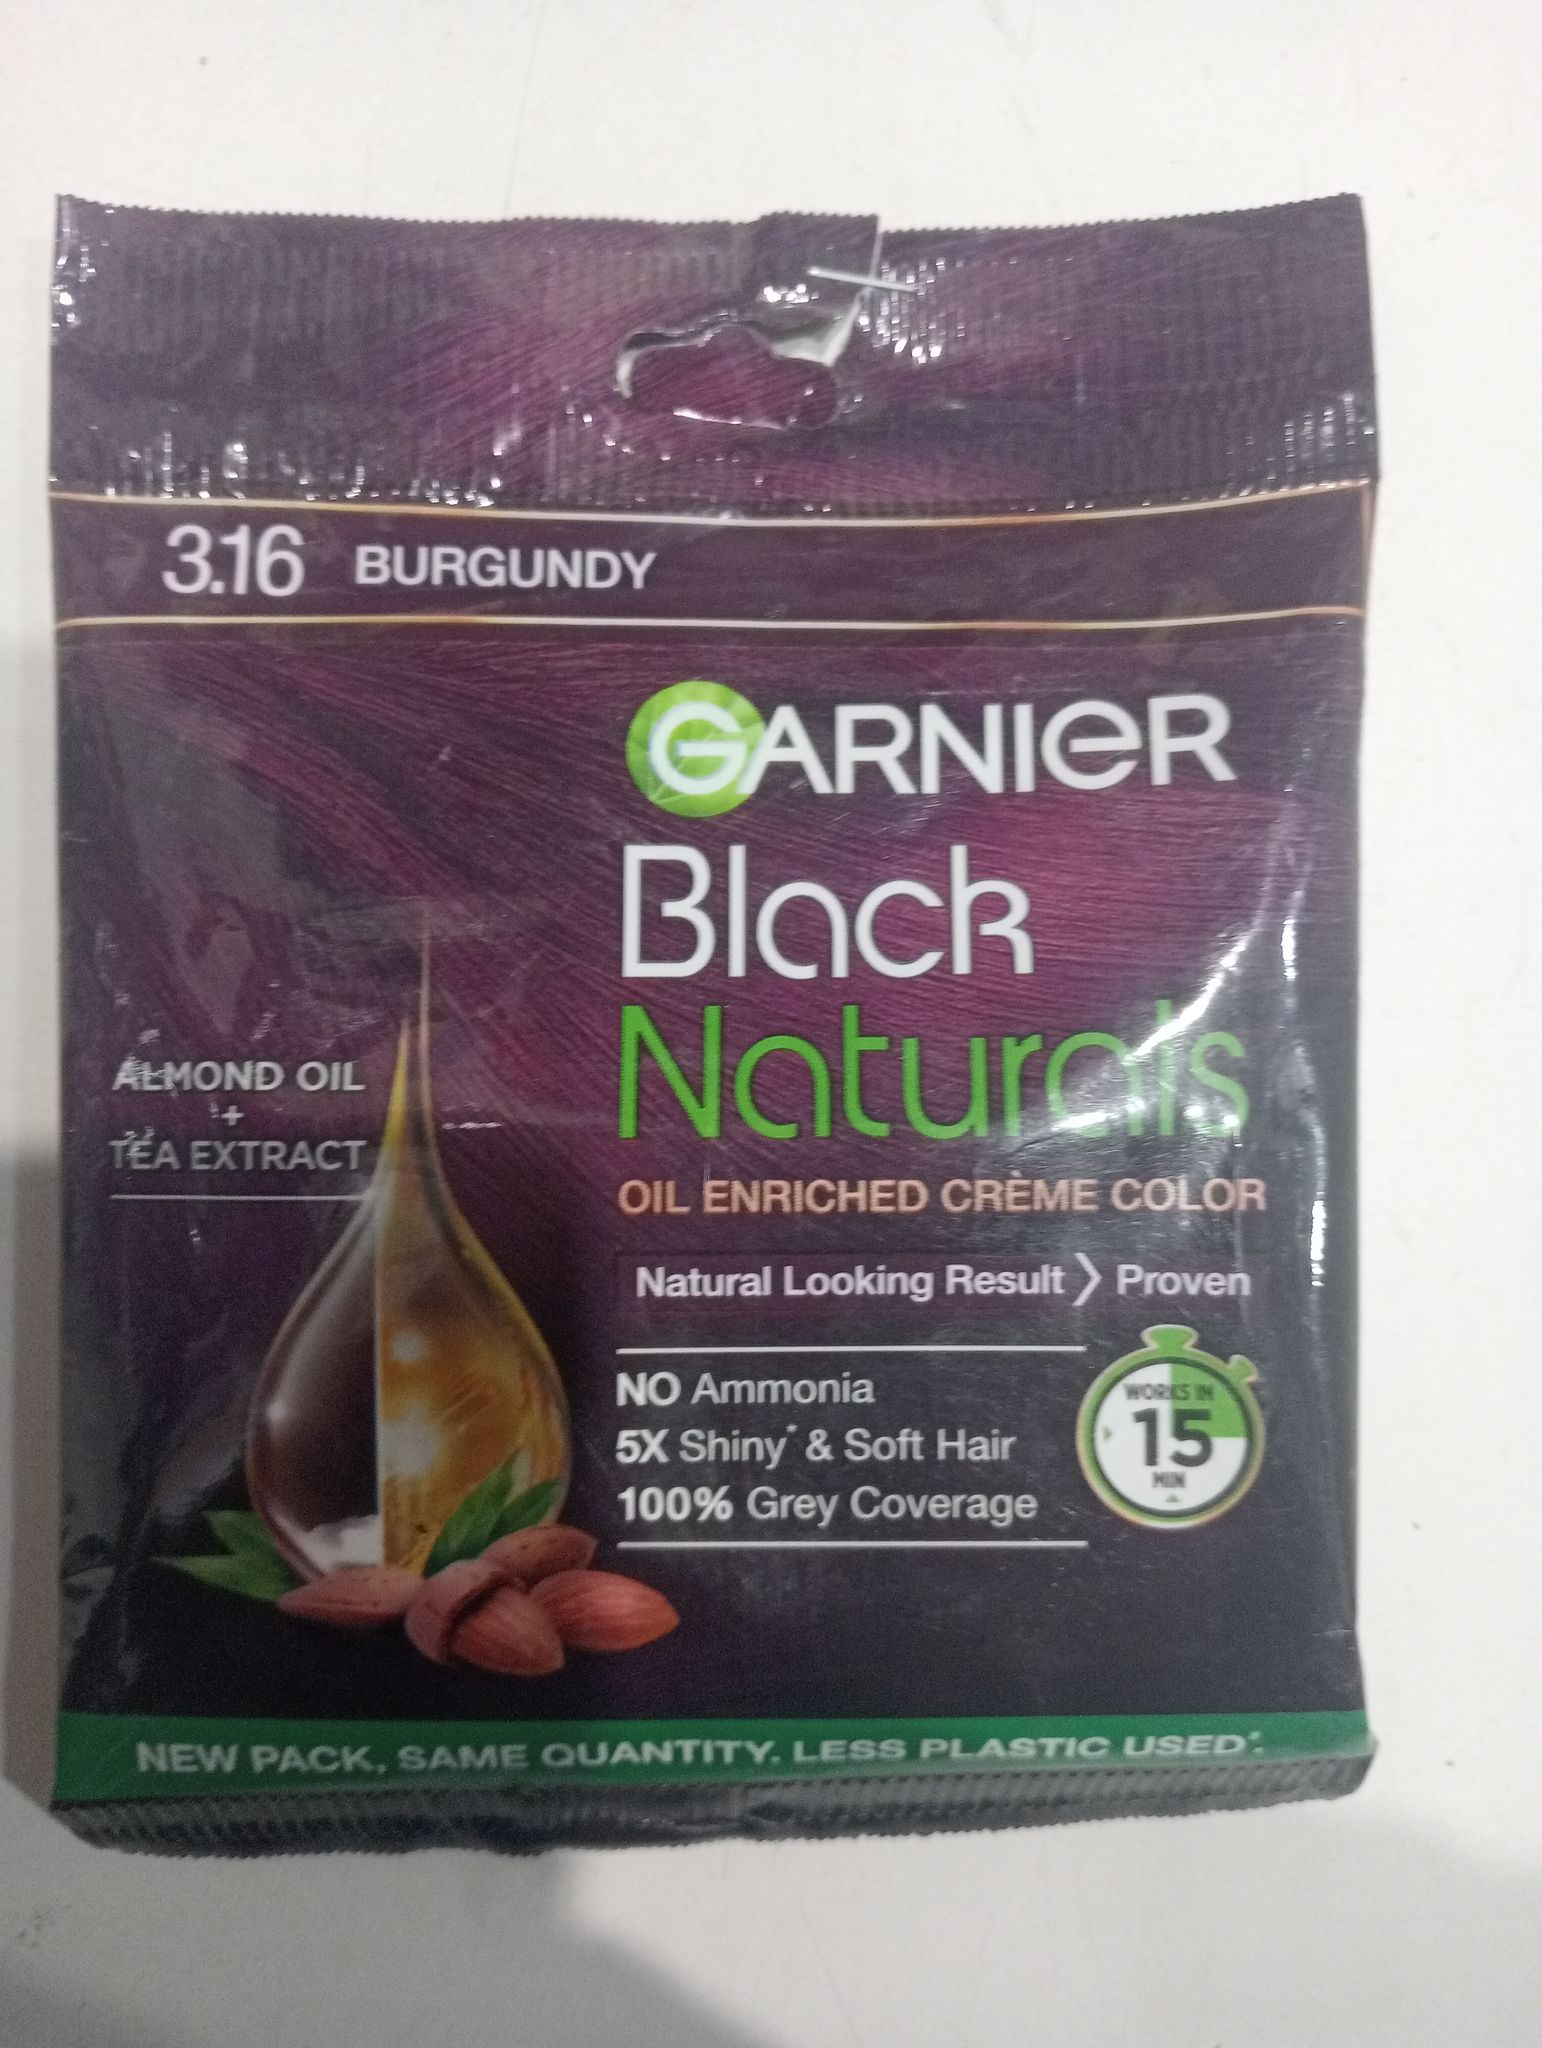 3.16 BURGUNDY
GARNIER
Black
Naturals
ALMOND OIL
+
TEA EXTRACT
OIL ENRICHED CRÈME COLOR
Natural Looking Result > Proven
NO Ammonia
5X Shiny* & Soft Hair
100% Grey Coverage
WORKS IN
15
MIN
NEW PACK, SAME QUANTITY. LESS PLASTIC USED*.